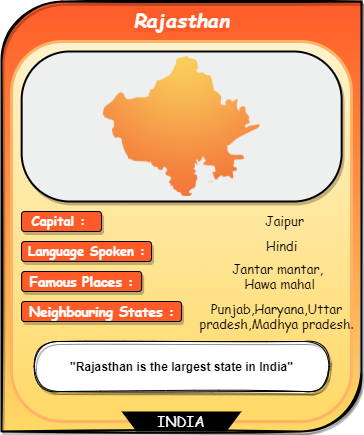 Rajasthan
Capital : Jaipur
Language Spoken : Hindi
Famous Places : Jantar mantar,
Hawa mahal
Neighbouring States : Punjab,Haryana,Uttar
pradesh,Madhya pradesh.
"Rajasthan is the largest state in India"
INDIA